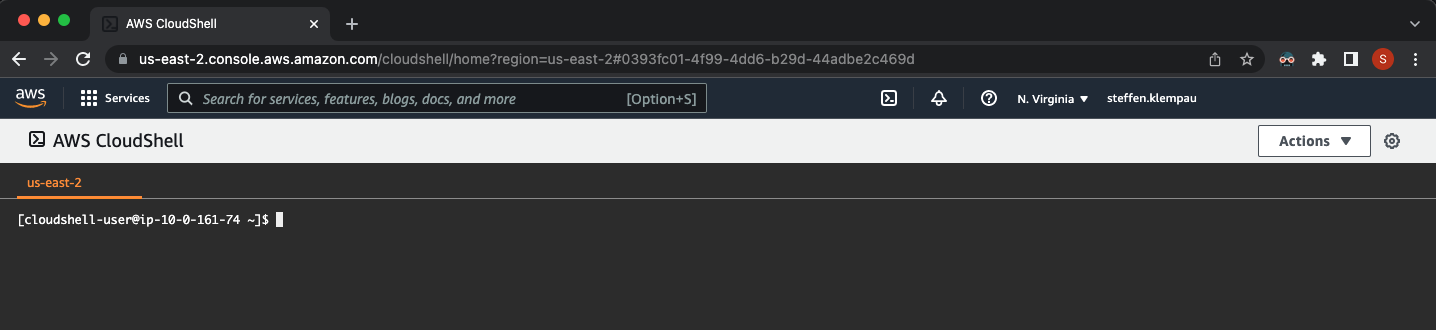 AWS CloudShell
us-east-2.console.aws.amazon.com/cloudshell/home?region=us-east-2#0393fc01-4f99-4dd6-b29d-44adbe2c469d
S
aws
Services
Search for services, features, blogs, docs, and more [Option+S]
N. Virginia
steffen.klempau
AWS CloudShell
Actions
us-east-2
[cloudshell-user@ip-10-0-161-74 ~]$